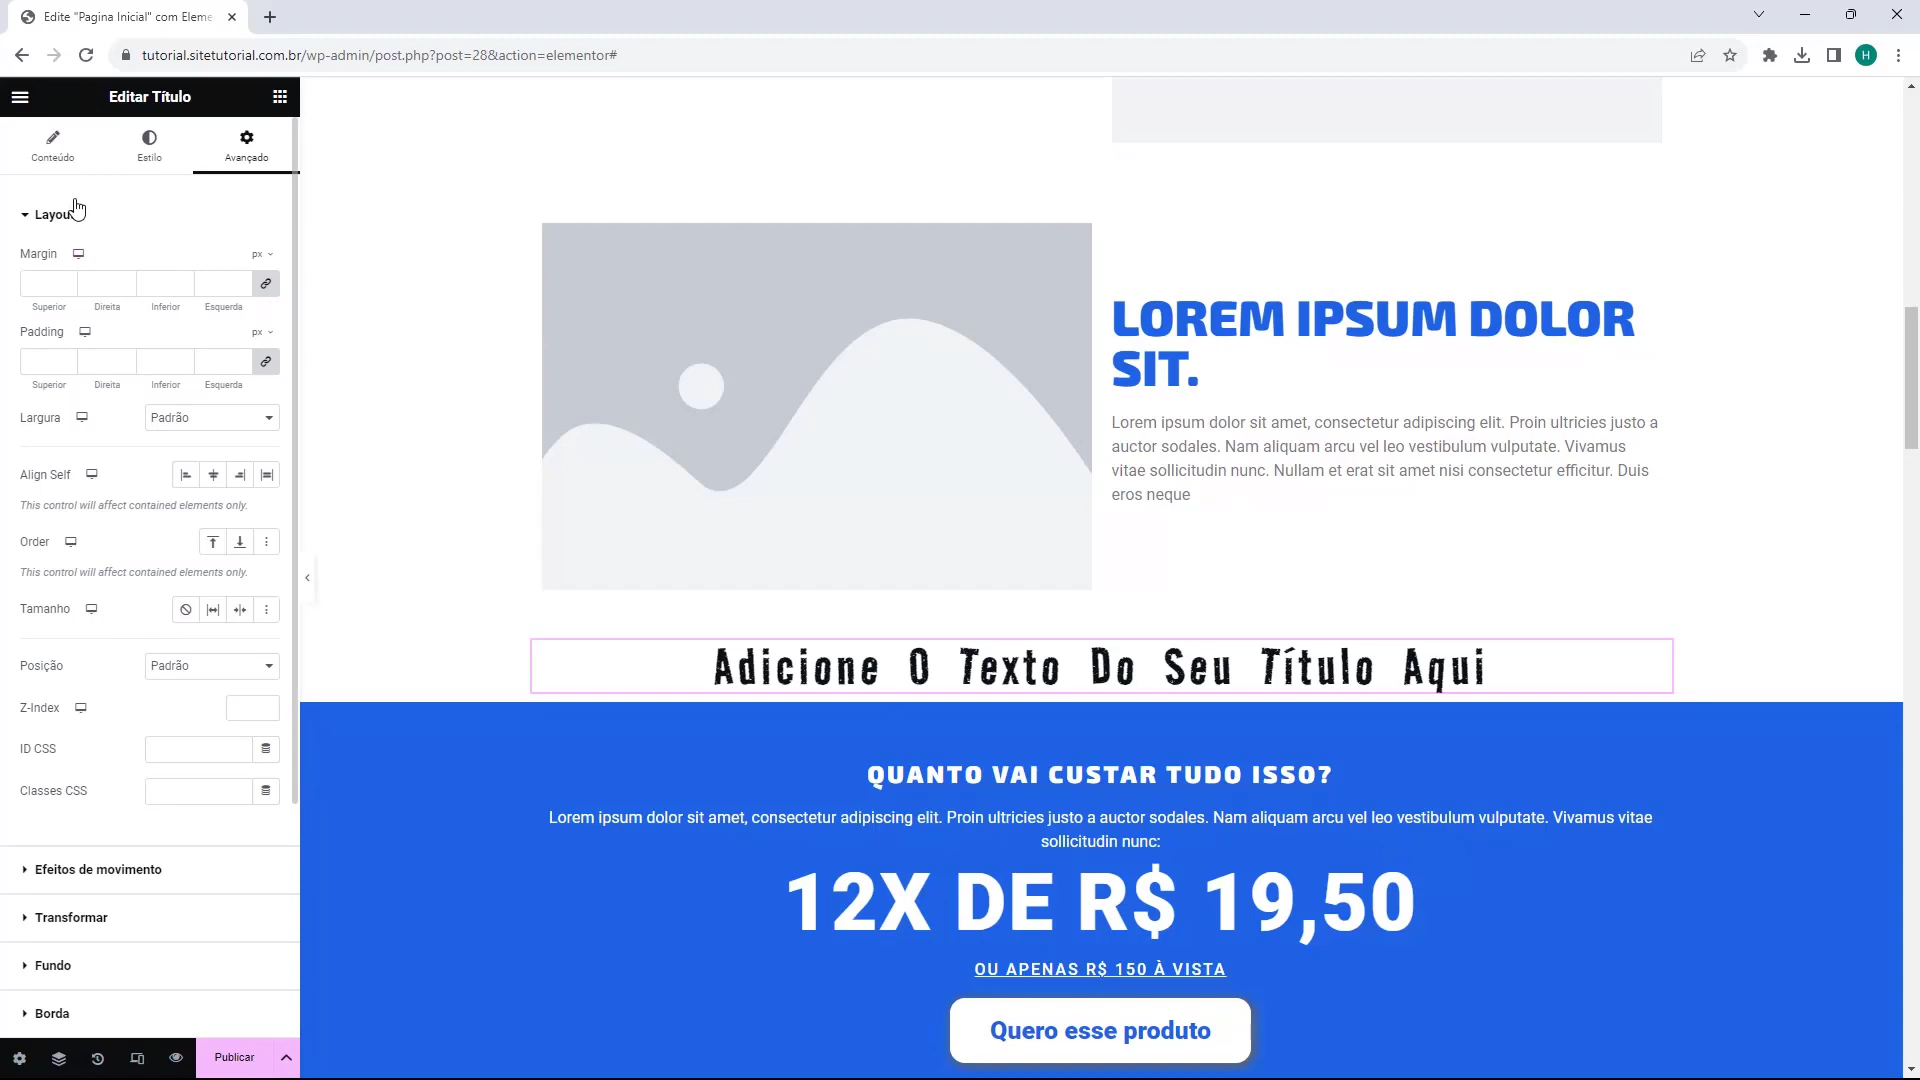 Edite "Pagina Inicial" com Eleme
tutorial.sitetutorial.com.br/wp-admin/post.php?post=28&action=elementor#
H
Editar Título
Conteúdo
Estilo
Avançado
Layou
Margin
px
Superior
Direita
Inferior
Esquerda
Padding
px
Superior
Direita
Inferior
Esquerda
Largura
Padrão
Align Self
This control will affect contained elements only.
Order
This control will affect contained elements only.
Tamanho
Posição
Padrão
Z-Index
ID CSS
Classes CSS
Efeitos de movimento
Transformar
Fundo
Borda
Publicar
LOREM IPSUM DOLOR
SIT.
Lorem ipsum dolor sit amet, consectetur adipiscing elit. Proin ultricies justo a
auctor sodales. Nam aliquam arcu vel leo vestibulum vulputate. Vivamus
vitae sollicitudin nunc. Nullam et erat sit amet nisi consectetur efficitur. Duis
eros neque
Adicione O Texto Do Seu Título Aqui
QUANTO VAI CUSTAR TUDO ISSO?
Lorem ipsum dolor sit amet, consectetur adipiscing elit. Proin ultricies justo a auctor sodales. Nam aliquam arcu vel leo vestibulum vulputate. Vivamus vitae
sollicitudin nunc:
12X DE R$ 19,50
OU APENAS R$ 150 À VISTA
Quero esse produto